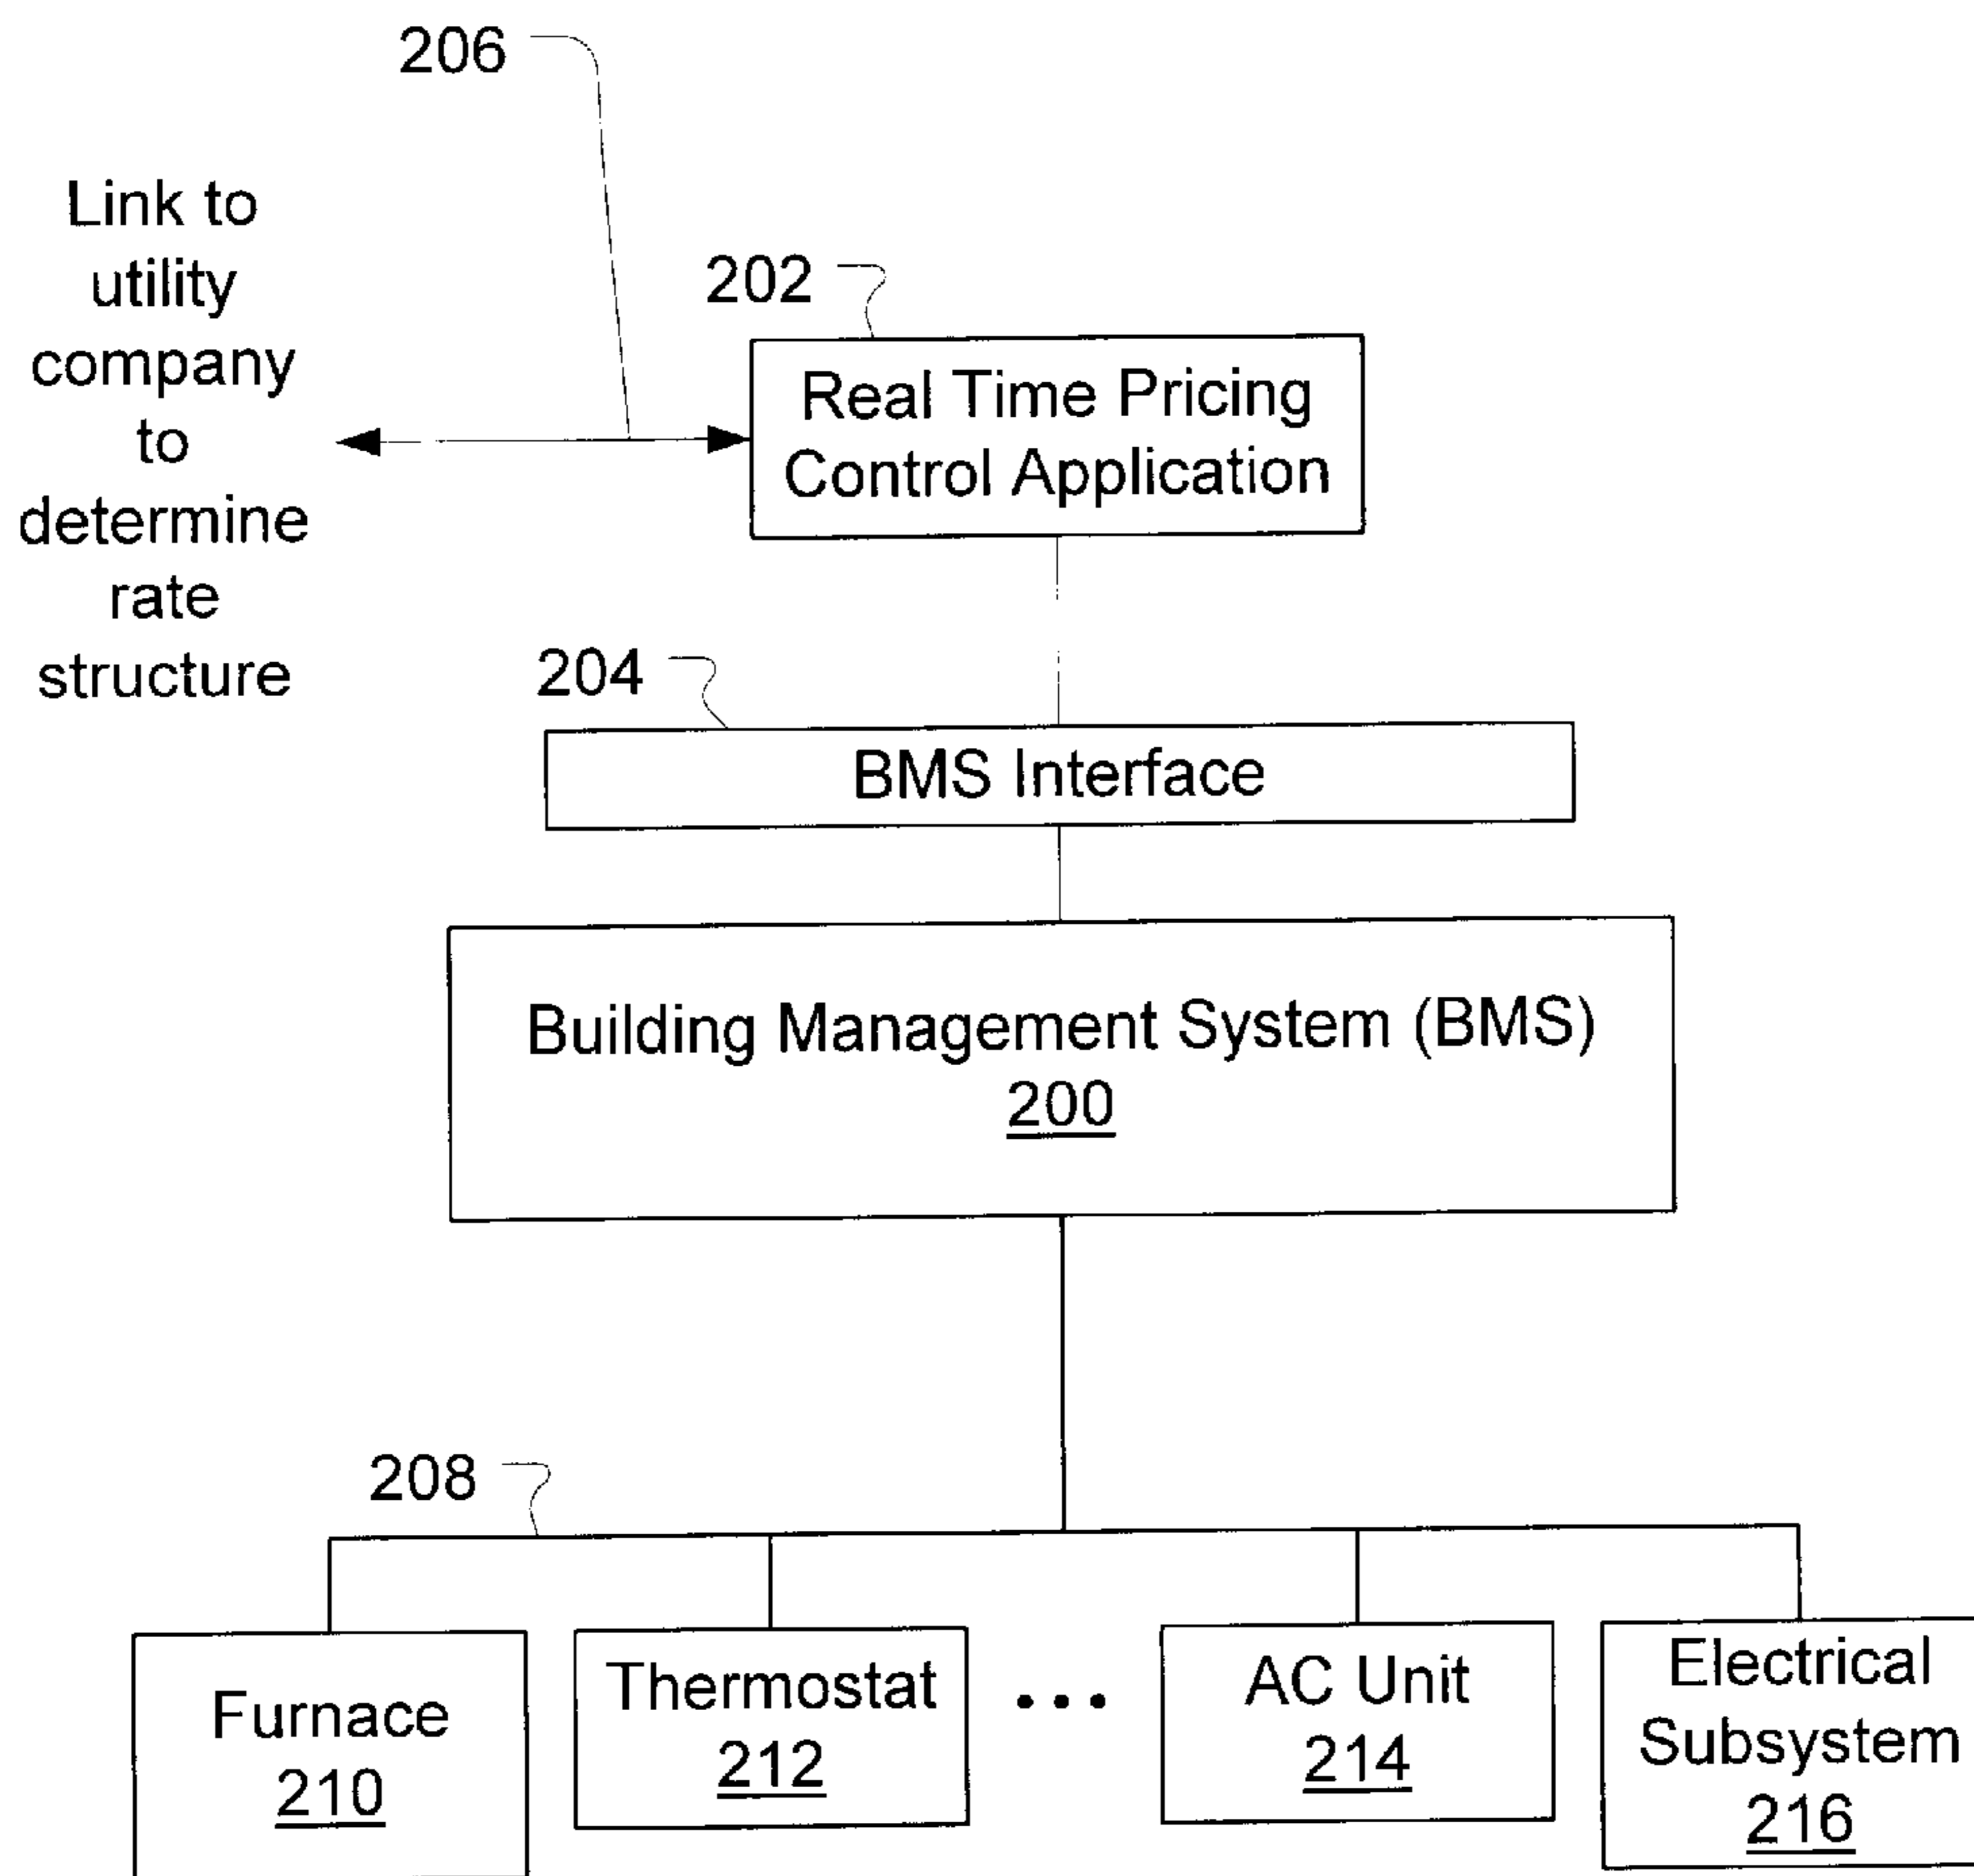 206
Link to
utility
company
to
determine
rate
structure
202
Real Time Pricing
Control Application
204
BMS Interface
Building Management System (BMS)
200
208
Furnace
210
Thermostat
212
•••
AC Unit
214
Electrical
Subsystem
216